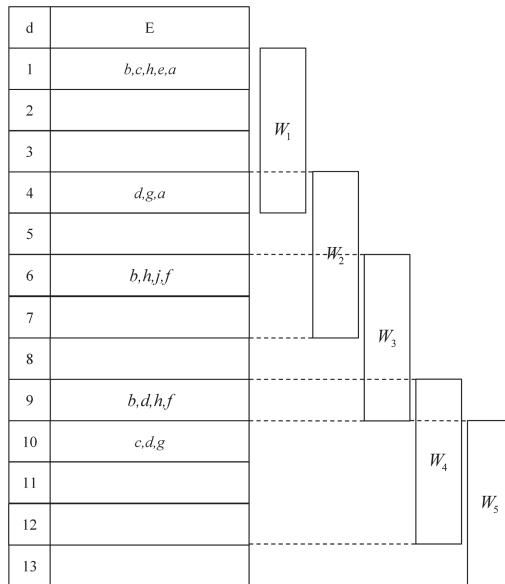 d E
1 b,c,h,e,a
2
3
W1
4 d,g,a
5
6 b,h,j,f
W2
7
8
W3
9 b,d,h,f
10 c,d,g
11
W4
12
W5
13